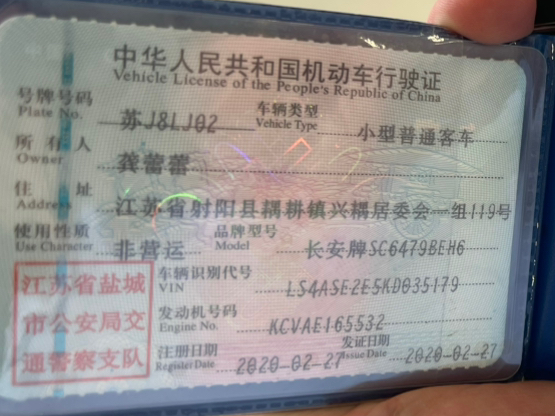 中华人民共和国机动车行驶证
Vehicle License of the People's Republic of China
号牌号码 苏J8LJ02 车辆类型 小型普通客车
Plate No. Vehicle Type
所有人 龚蕾蕾
Owner
住址 江苏省射阳县耦耕镇兴耦居委会一组119号
Address
使用性质 非营运 品牌型号 长安牌SC6479BEH6
Use Character Model
江苏省盐城
市公安局交
通警察支队
车辆识别代号 LS4ASE2E5KD035179
VIN
发动机号码 KCVAE165532
Engine No.
注册日期 2020-02-27 发证日期 2020-02-27
Register Date Issue Date